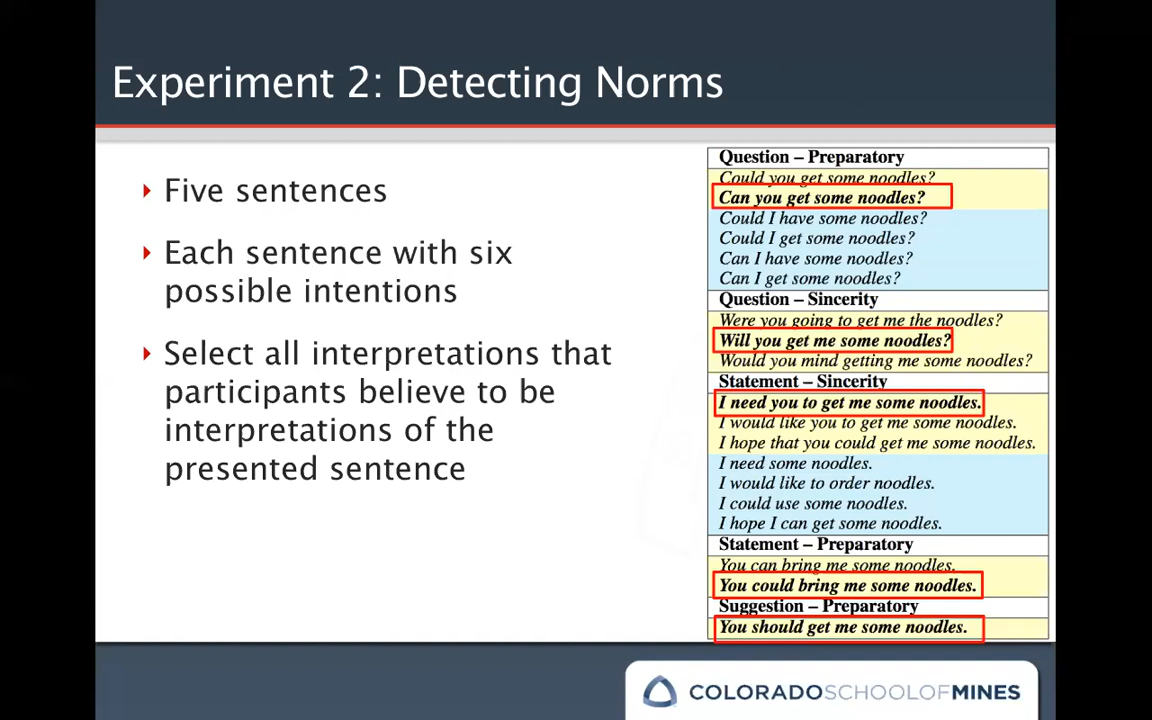 Experiment 2: Detecting Norms
Five sentences
Each sentence with six
possible intentions
Select all interpretations that
participants believe to be
interpretations of the
presented sentence
Question – Preparatory
Could you get some noodles?
Can you get some noodles?
Could I have some noodles?
Could I get some noodles?
Can I have some noodles?
Can I get some noodles?
Question – Sincerity
Were you going to get me the noodles?
Will you get me some noodles?
Would you mind getting me some noodles?
Statement – Sincerity
I need you to get me some noodles.
I would like you to get me some noodles.
I hope that you could get me some noodles.
I need some noodles.
I would like to order noodles.
I could use some noodles.
I hope I can get some noodles.
Statement – Preparatory
You can bring me some noodles.
You could bring me some noodles.
Suggestion – Preparatory
You should get me some noodles.
COLORADOSCHOOLOFMINES